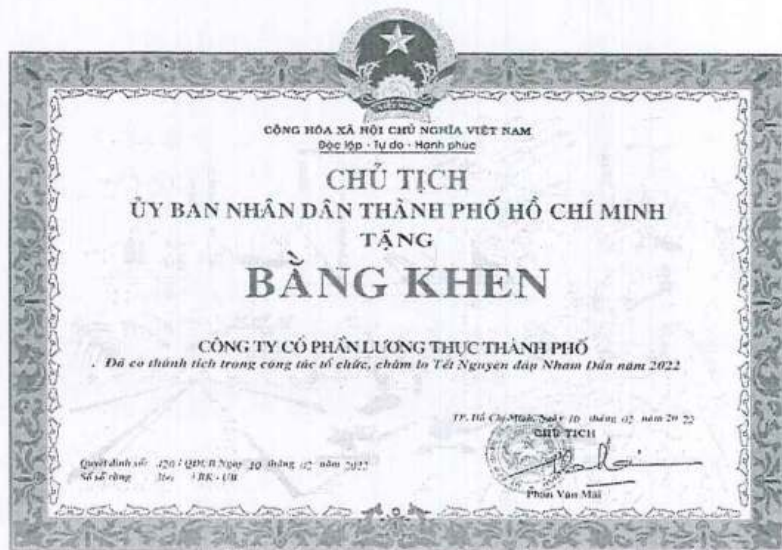 VIỆT NAM
CỘNG HÒA XÃ HỘI CHỦ NGHĨA VIỆT NAM
Độc lập - Tự do - Hạnh phúc
CHỦ TỊCH
ỦY BAN NHÂN DÂN THÀNH PHỐ HỒ CHÍ MINH
TẶNG
BẰNG KHEN
CÔNG TY CỔ PHẦN LƯƠNG THỰC THÀNH PHỐ
Đã có thành tích trong công tác tổ chức, chăm lo Tết Nguyên đán Nhâm Dần năm 2022
TP. Hồ Chí Minh, ngày tháng 02 năm 2022
CHỦ TỊCH
Quyết định số: Ngày tháng 02 năm 2022
Số sổ vàng /BK - UB
Phan Văn Mãi